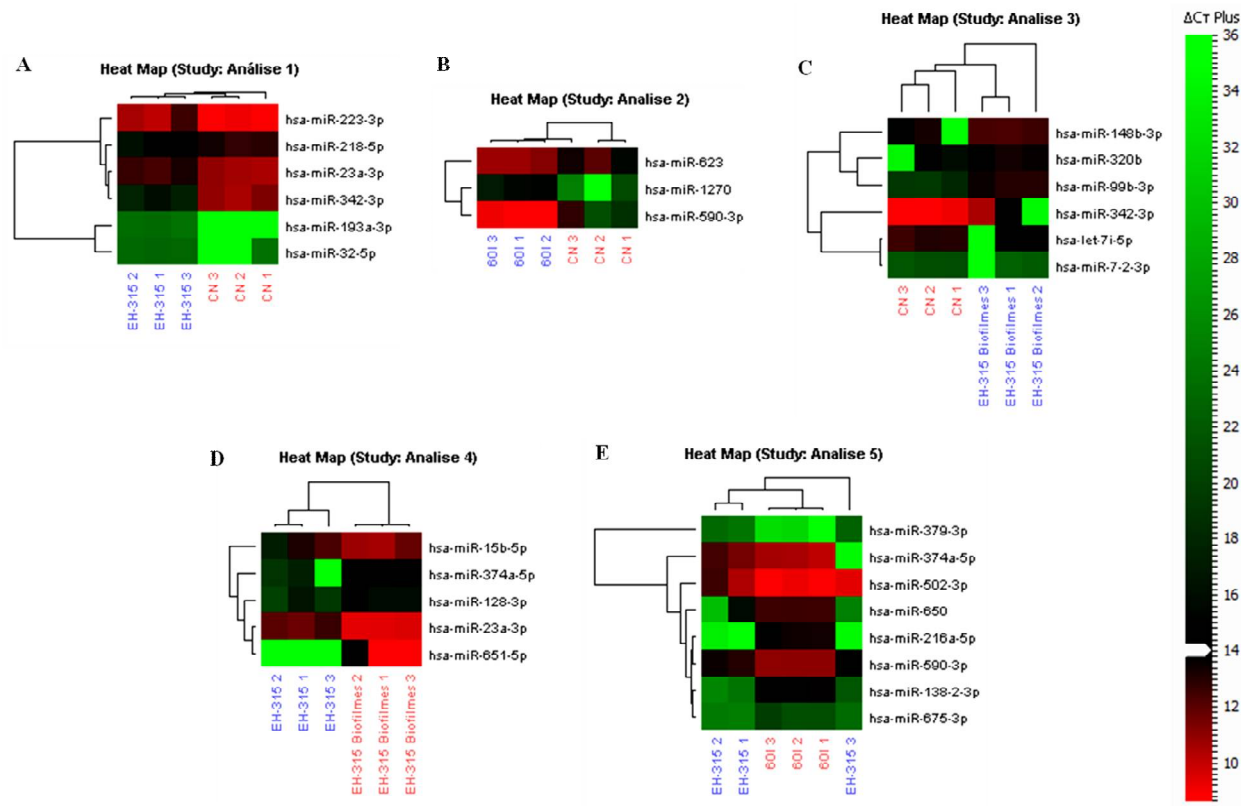 A
Heat Map (Study: Análise 1)
hsa-miR-223-3p
hsa-miR-218-5p
hsa-miR-23a-3p
hsa-miR-342-3p
hsa-miR-193a-3p
hsa-miR-32-5p
EH-315 2
EH-315 1
EH-315 3
CN 3
CN 2
CN 1
B
Heat Map (Study: Analise 2)
hsa-miR-623
hsa-miR-1270
hsa-miR-590-3p
60I 3
60I 1
60I 2
CN 3
CN 2
CN 1
C
Heat Map (Study: Analise 3)
hsa-miR-148b-3p
hsa-miR-320b
hsa-miR-99b-3p
hsa-miR-342-3p
hsa-let-7i-5p
hsa-miR-7-2-3p
CN 3
CN 2
CN 1
EH-315 Biofilmes 3
EH-315 Biofilmes 1
EH-315 Biofilmes 2
ΔCт Plus
36
34
32
30
28
26
24
22
20
18
16
14
12
10
D
Heat Map (Study: Analise 4)
hsa-miR-15b-5p
hsa-miR-374a-5p
hsa-miR-128-3p
hsa-miR-23a-3p
hsa-miR-651-5p
EH-315 2
EH-315 1
EH-315 3
EH-315 Biofilmes 2
EH-315 Biofilmes 1
EH-315 Biofilmes 3
E
Heat Map (Study: Analise 5)
hsa-miR-379-3p
hsa-miR-374a-5p
hsa-miR-502-3p
hsa-miR-650
hsa-miR-216a-5p
hsa-miR-590-3p
hsa-miR-138-2-3p
hsa-miR-675-3p
EH-315 2
EH-315 1
60I 3
60I 2
60I 1
EH-315 3